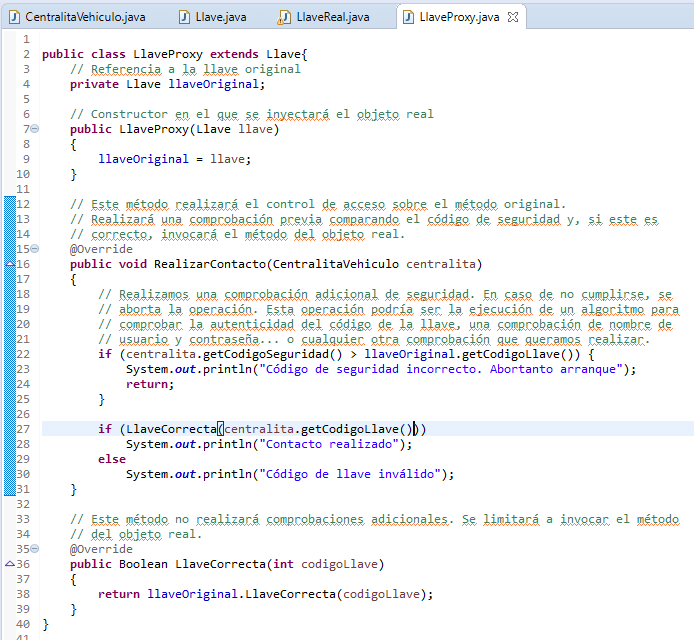 CentralitaVehiculo.java Llave.java LlaveReal.java LlaveProxy.java
1
2 public class LlaveProxy extends Llave{
3 // Referencia a la llave original
4 private Llave llaveOriginal;
5
6 // Constructor en el que se inyectará el objeto real
7 public LlaveProxy(Llave llave)
8 {
9 llaveOriginal = llave;
10 }
11
12 // Este método realizará el control de acceso sobre el método original.
13 // Realizará una comprobación previa comparando el código de seguridad y, si este es
14 // correcto, invocará el método del objeto real.
15 @Override
16 public void RealizarContacto(CentralitaVehiculo centralita)
17 {
18 // Realizamos una comprobación adicional de seguridad. En caso de no cumplirse, se
19 // aborta la operación. Esta operación podría ser la ejecución de un algoritmo para
20 // comprobar la autenticidad del código de la llave, una comprobación de nombre de
21 // usuario y contraseña... o cualquier otra comprobación que queramos realizar.
22 if (centralita.getCodigoSeguridad() > llaveOriginal.getCodigoLlave()) {
23 System.out.println("Código de seguridad incorrecto. Abortanto arranque");
24 return;
25 }
26
27 if (LlaveCorrecta(centralita.getCodigoLlave()))
28 System.out.println("Contacto realizado");
29 else
30 System.out.println("Código de llave inválido");
31 }
32
33 // Este método no realizará comprobaciones adicionales. Se limitará a invocar el método
34 // del objeto real.
35 @Override
36 public Boolean LlaveCorrecta(int codigoLlave)
37 {
38 return llaveOriginal.LlaveCorrecta(codigoLlave);
39 }
40 }
41